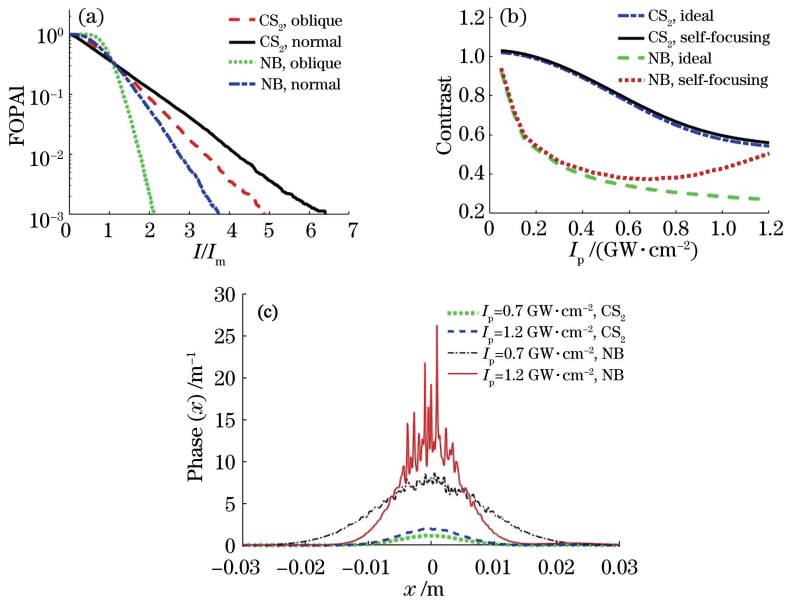 (a)
CS₂, oblique
CS₂, normal
NB, oblique
NB, normal
10⁰
10⁻¹
10⁻²
10⁻³
FOPAI
0 1 2 3 4 5 6 7
I/Iₘ
(b)
CS₂, ideal
CS₂, self-focusing
NB, ideal
NB, self-focusing
1.2
1.0
0.8
0.6
0.4
0.2
Contrast
0.2 0.4 0.6 0.8 1.0 1.2
Iₚ/(GW·cm⁻²)
(c)
Iₚ=0.7 GW·cm⁻², CS₂
Iₚ=1.2 GW·cm⁻², CS₂
Iₚ=0.7 GW·cm⁻², NB
Iₚ=1.2 GW·cm⁻², NB
30
25
20
15
10
5
0
Phase (x) /m⁻¹
−0.03 −0.02 −0.01 0 0.01 0.02 0.03
x/m